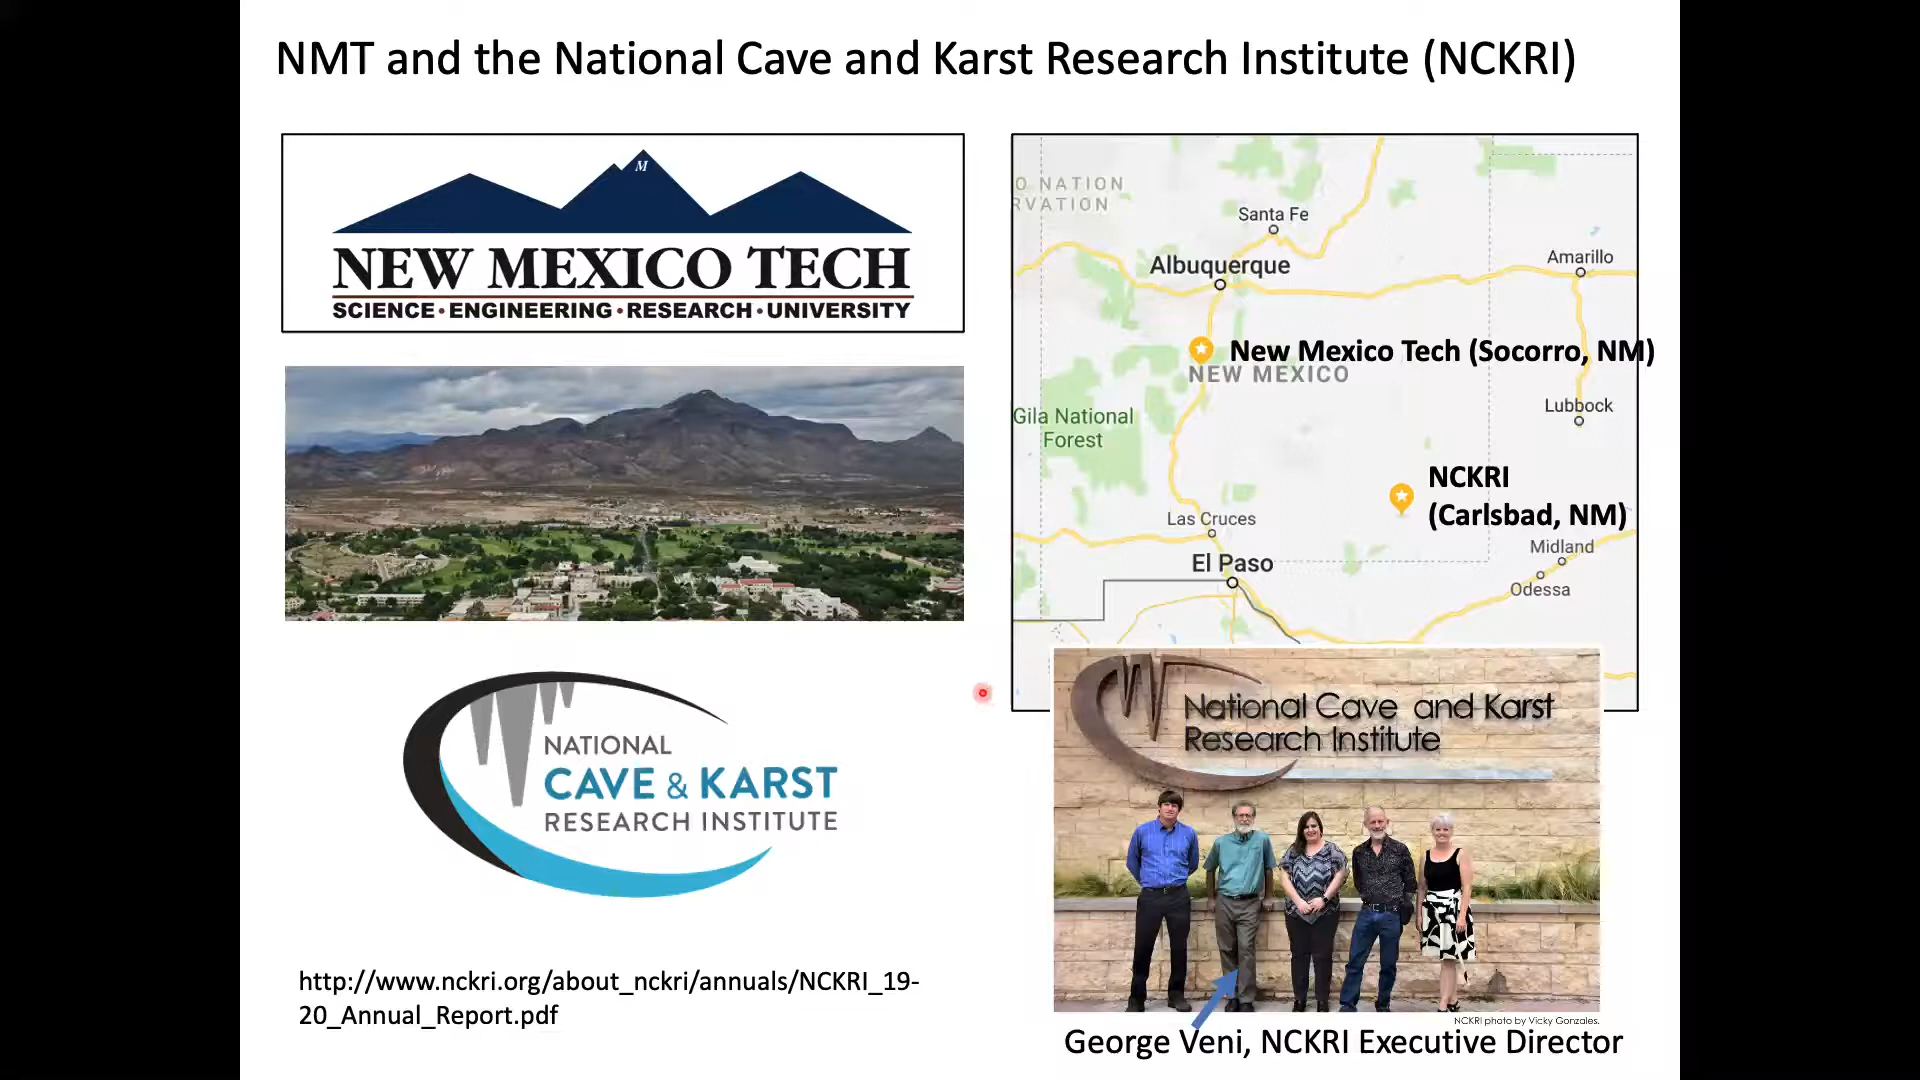 NMT and the National Cave and Karst Research Institute (NCKRI)
M
NEW MEXICO TECH
SCIENCE • ENGINEERING • RESEARCH • UNIVERSITY
O NATION
RVATION
Santa Fe
Albuquerque
Amarillo
New Mexico Tech (Socorro, NM)
NEW MEXICO
Gila National
Forest
Lubbock
NCKRI
(Carlsbad, NM)
Las Cruces
Midland
El Paso
Odessa
NATIONAL
CAVE & KARST
RESEARCH INSTITUTE
National Cave and Karst
Research Institute
http://www.nckri.org/about_nckri/annuals/NCKRI_19-
20_Annual_Report.pdf
NCKRI photo by Vicky Gonzales.
George Veni, NCKRI Executive Director